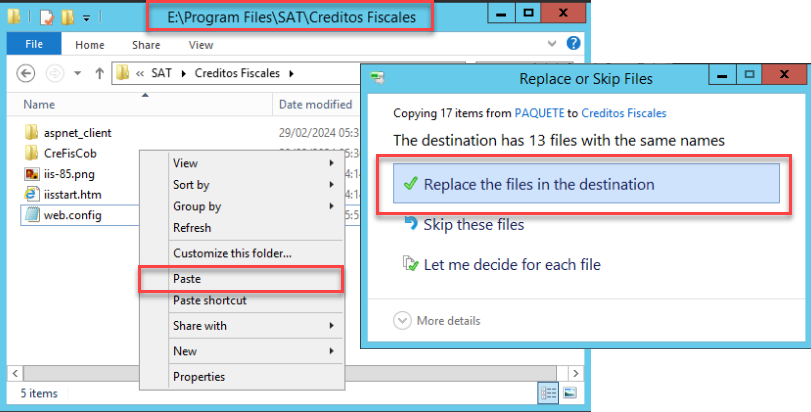 E:\Program Files\SAT\Creditos Fiscales
File Home Share View
« SAT Creditos Fiscales
Name Date modified
aspnet_client 29/02/2024 05:3
CreFisCob
iis-85.png
iisstart.htm
web.config
View
Sort by
Group by
Refresh
Customize this folder...
Paste
Paste shortcut
Share with
New
Properties
5 items
Replace or Skip Files
Copying 17 items from PAQUETE to Creditos Fiscales
The destination has 13 files with the same names
Replace the files in the destination
Skip these files
Let me decide for each file
More details